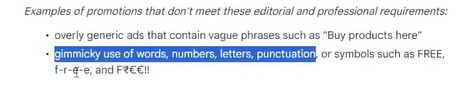 Examples of promotions that don't meet these editorial and professional requirements:
• overly generic ads that contain vague phrases such as "Buy products here"
• gimmicky use of words, numbers, letters, punctuation, or symbols such as FREE,
f-r-e-e, and F₹€€!!